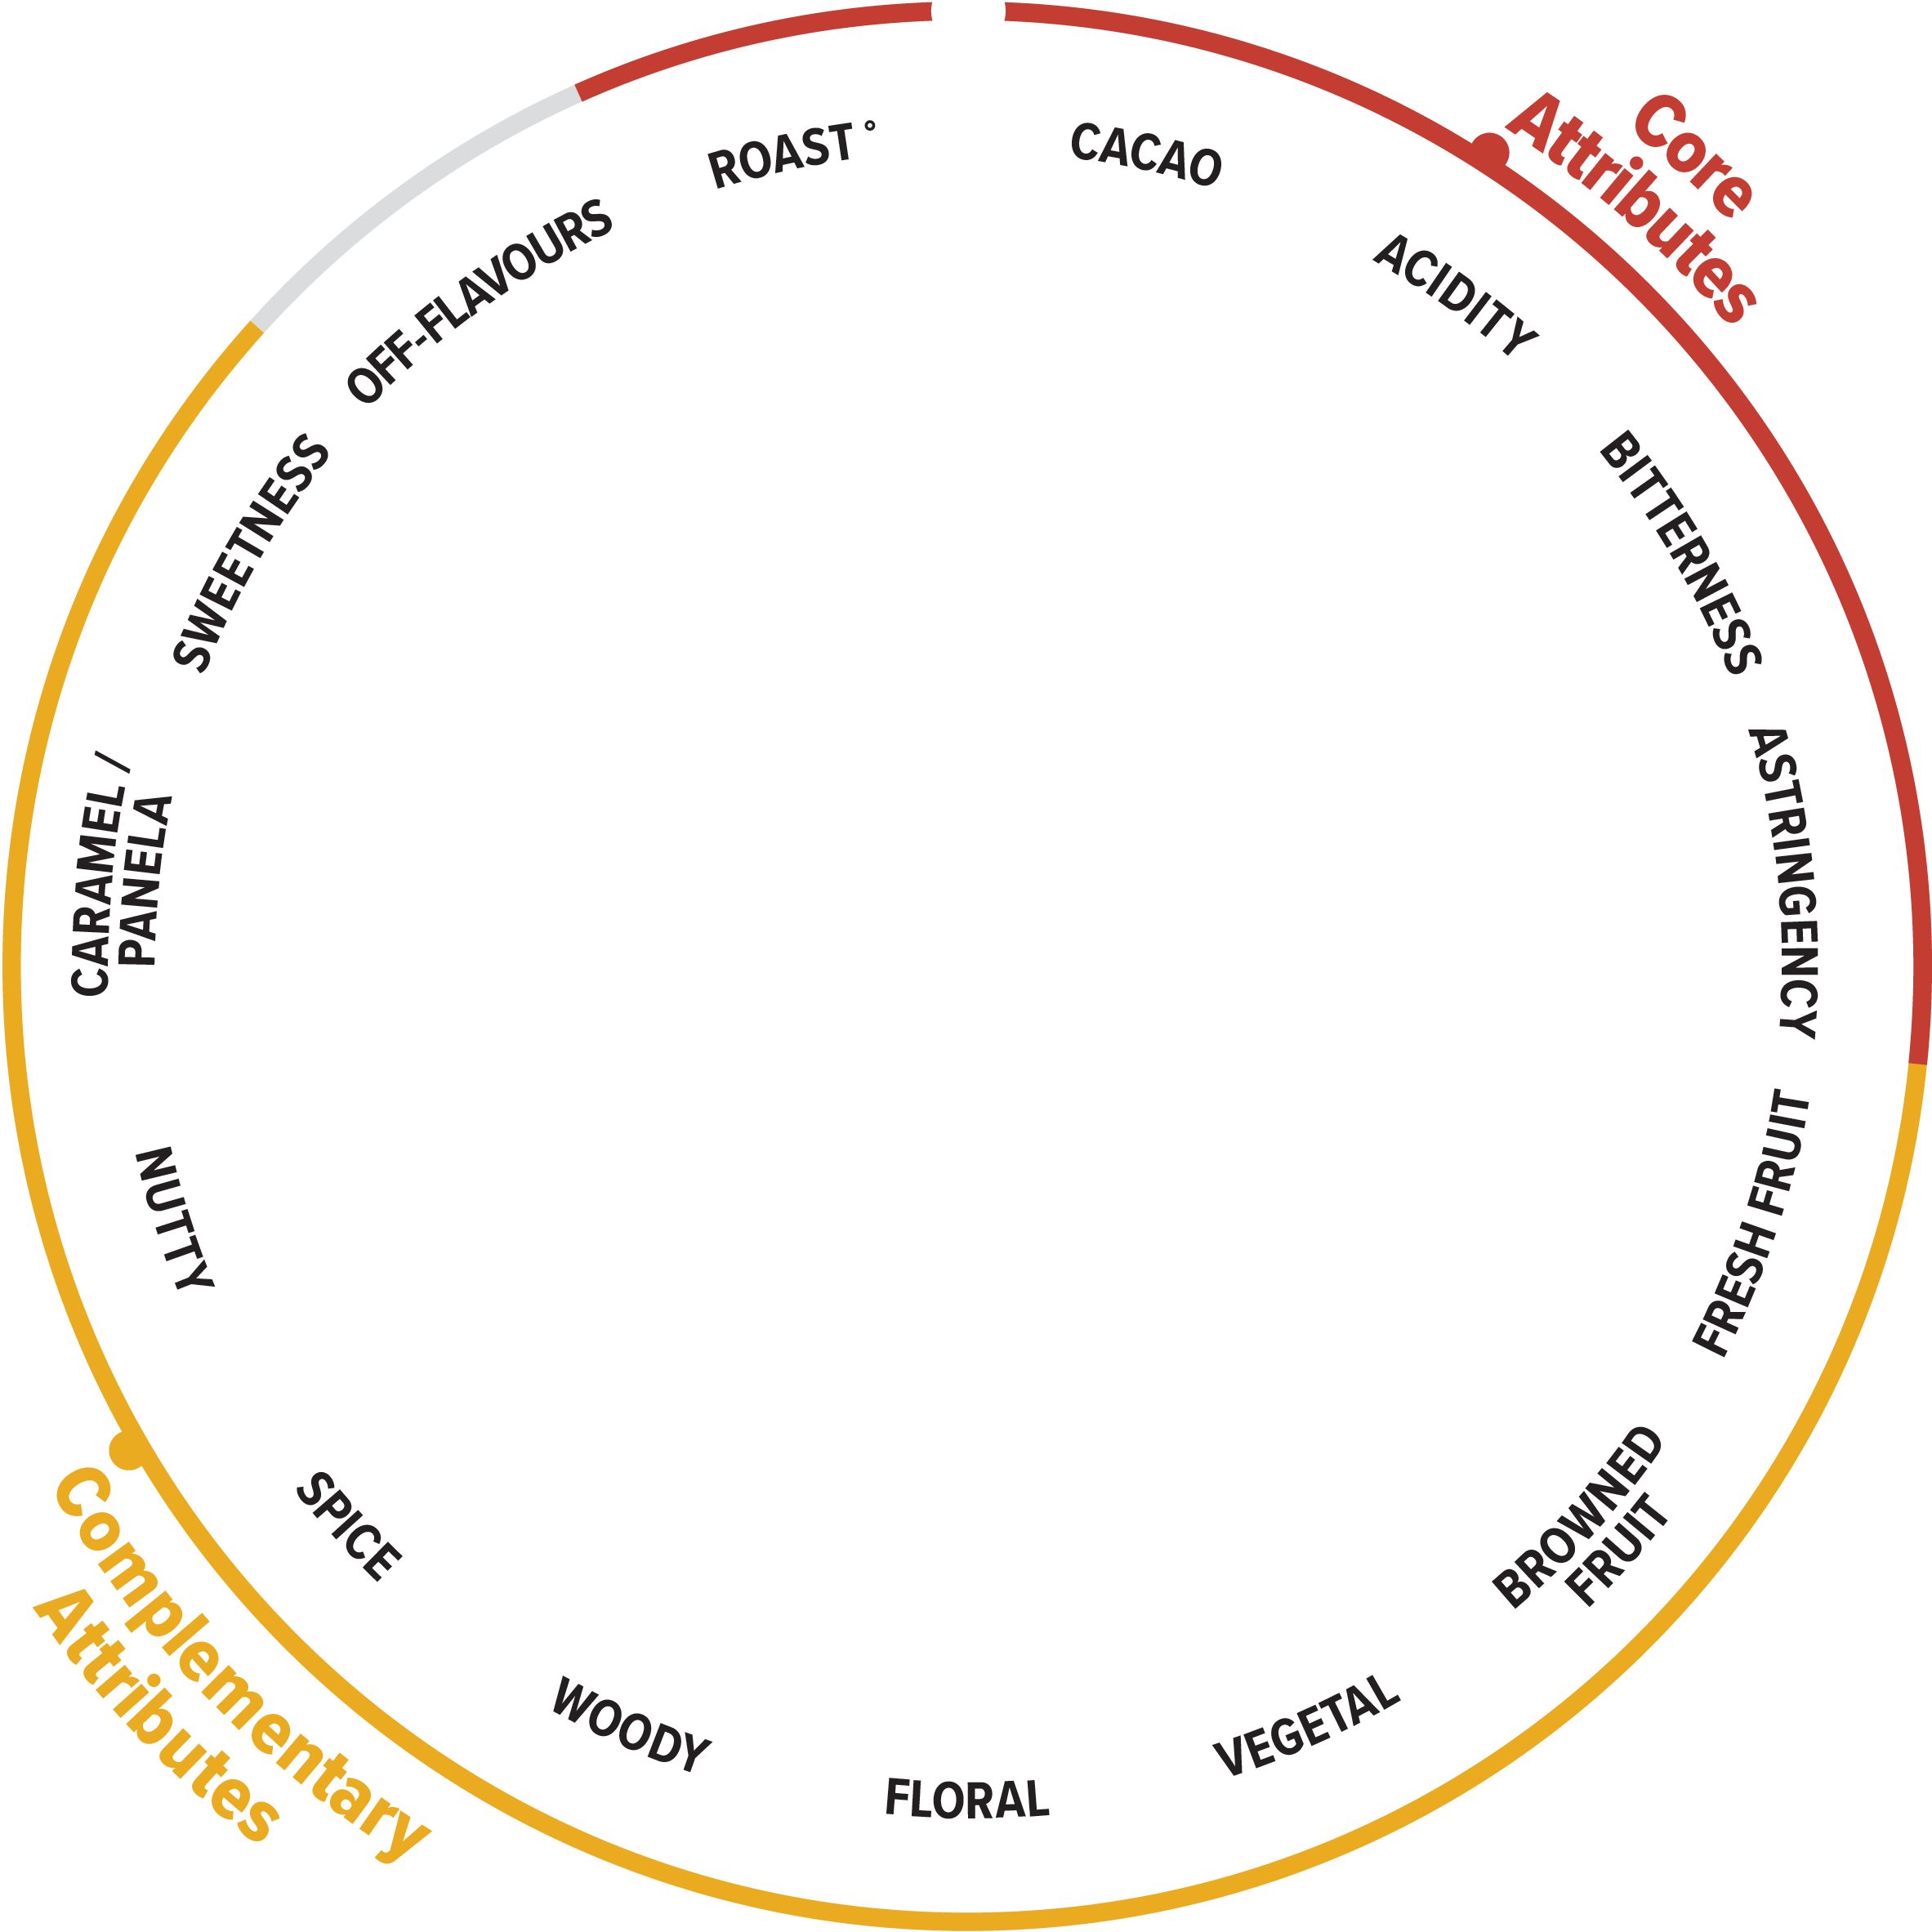 CACAO
Core
Attributes
ACIDITY
BITTERNESS
ASTRINGENCY
FRESH FRUIT
BROWNED
FRUIT
VEGETAL
FLORAL
WOODY
SPICE
Complementary
Attributes
NUTTY
CARAMEL /
PANELA
SWEETNESS
OFF-FLAVOURS
ROAST°